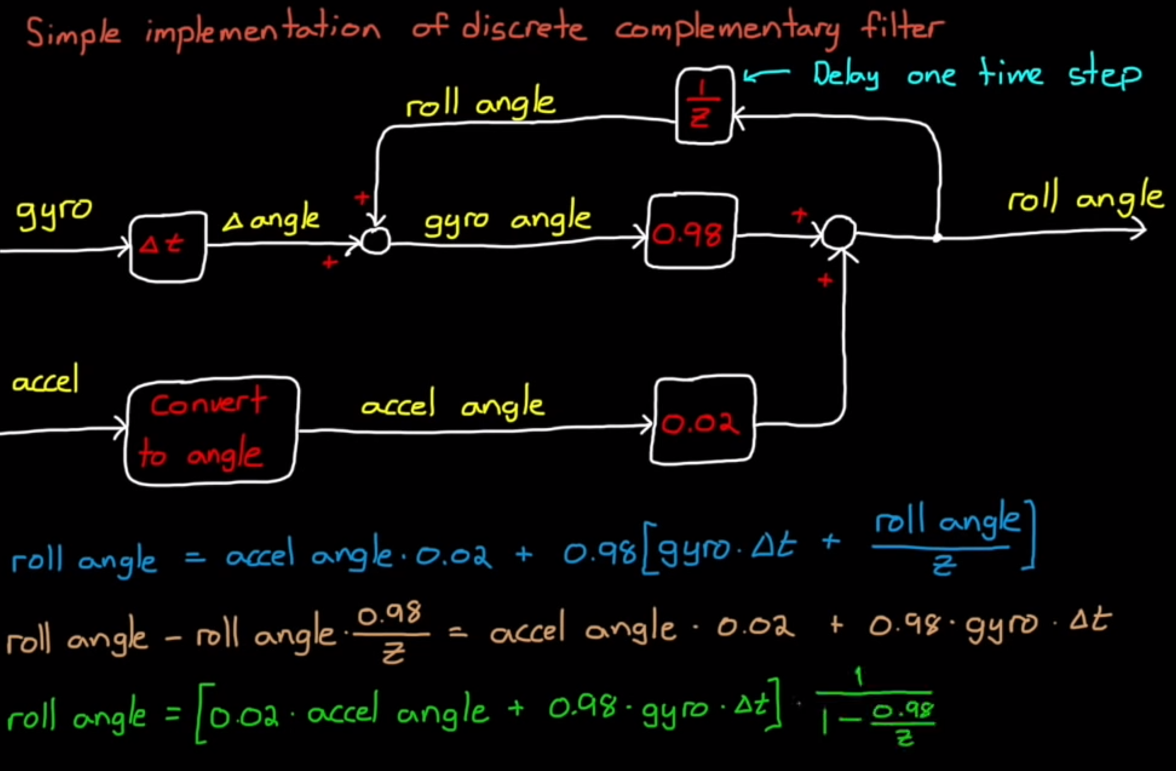 Simple implementation of discrete complementary filter
← Delay one time step
roll angle
1/z
gyro
Δt
Δ angle
+
+
gyro angle
0.98
+
+
roll angle
accel
Convert
to angle
accel angle
0.02
roll angle = accel angle · 0.02 + 0.98[gyro · Δt + roll angle/z]
roll angle - roll angle · 0.98/z = accel angle · 0.02 + 0.98 · gyro · Δt
roll angle = [0.02 · accel angle + 0.98 · gyro · Δt] · 1/(1 - 0.98/z)